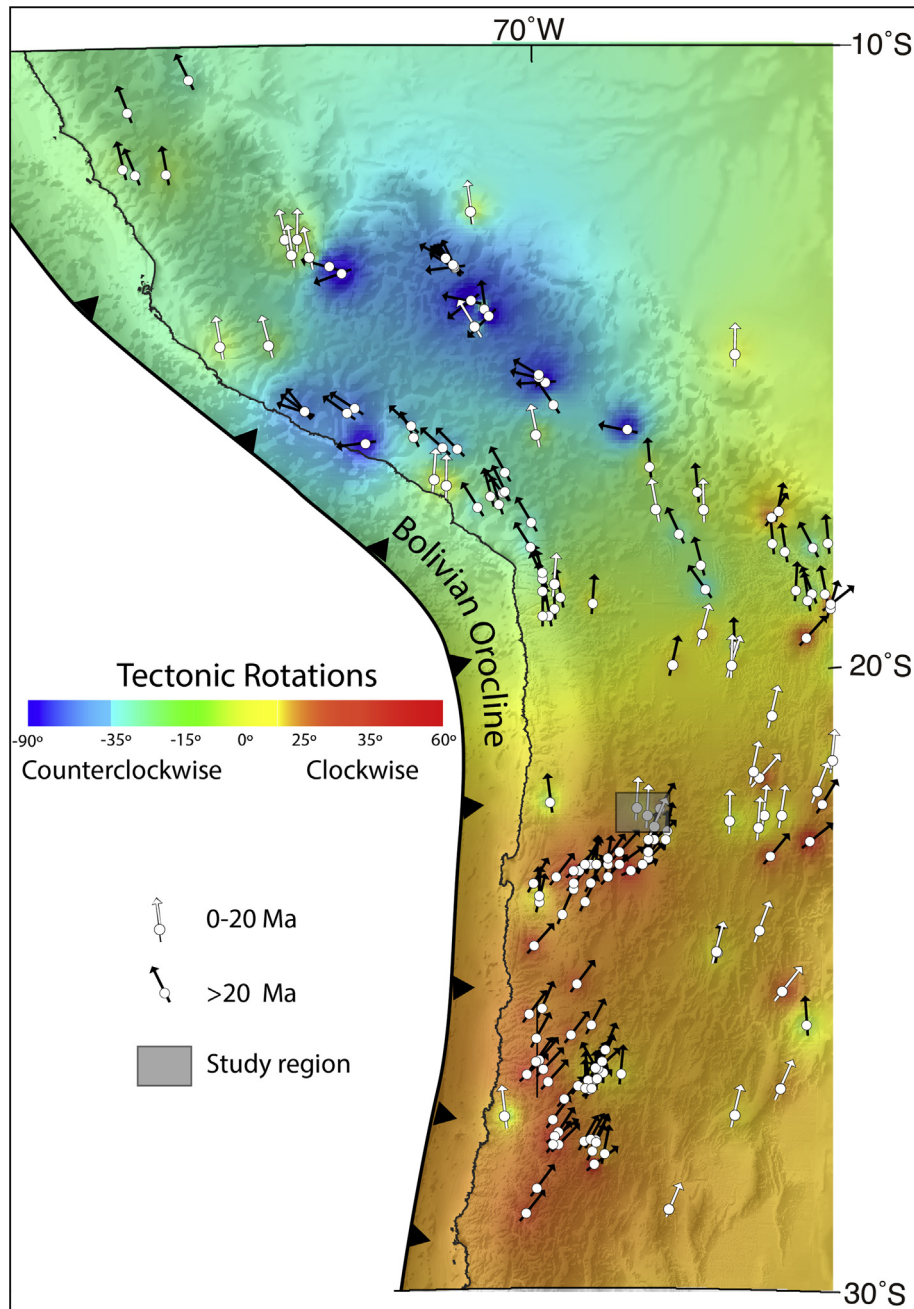 70˚W
10˚S
Bolivian Orocline
20˚S
Tectonic Rotations
-90º -35º -15º 0º 25º 35º 60º
Counterclockwise Clockwise
0-20 Ma
>20 Ma
Study region
30˚S